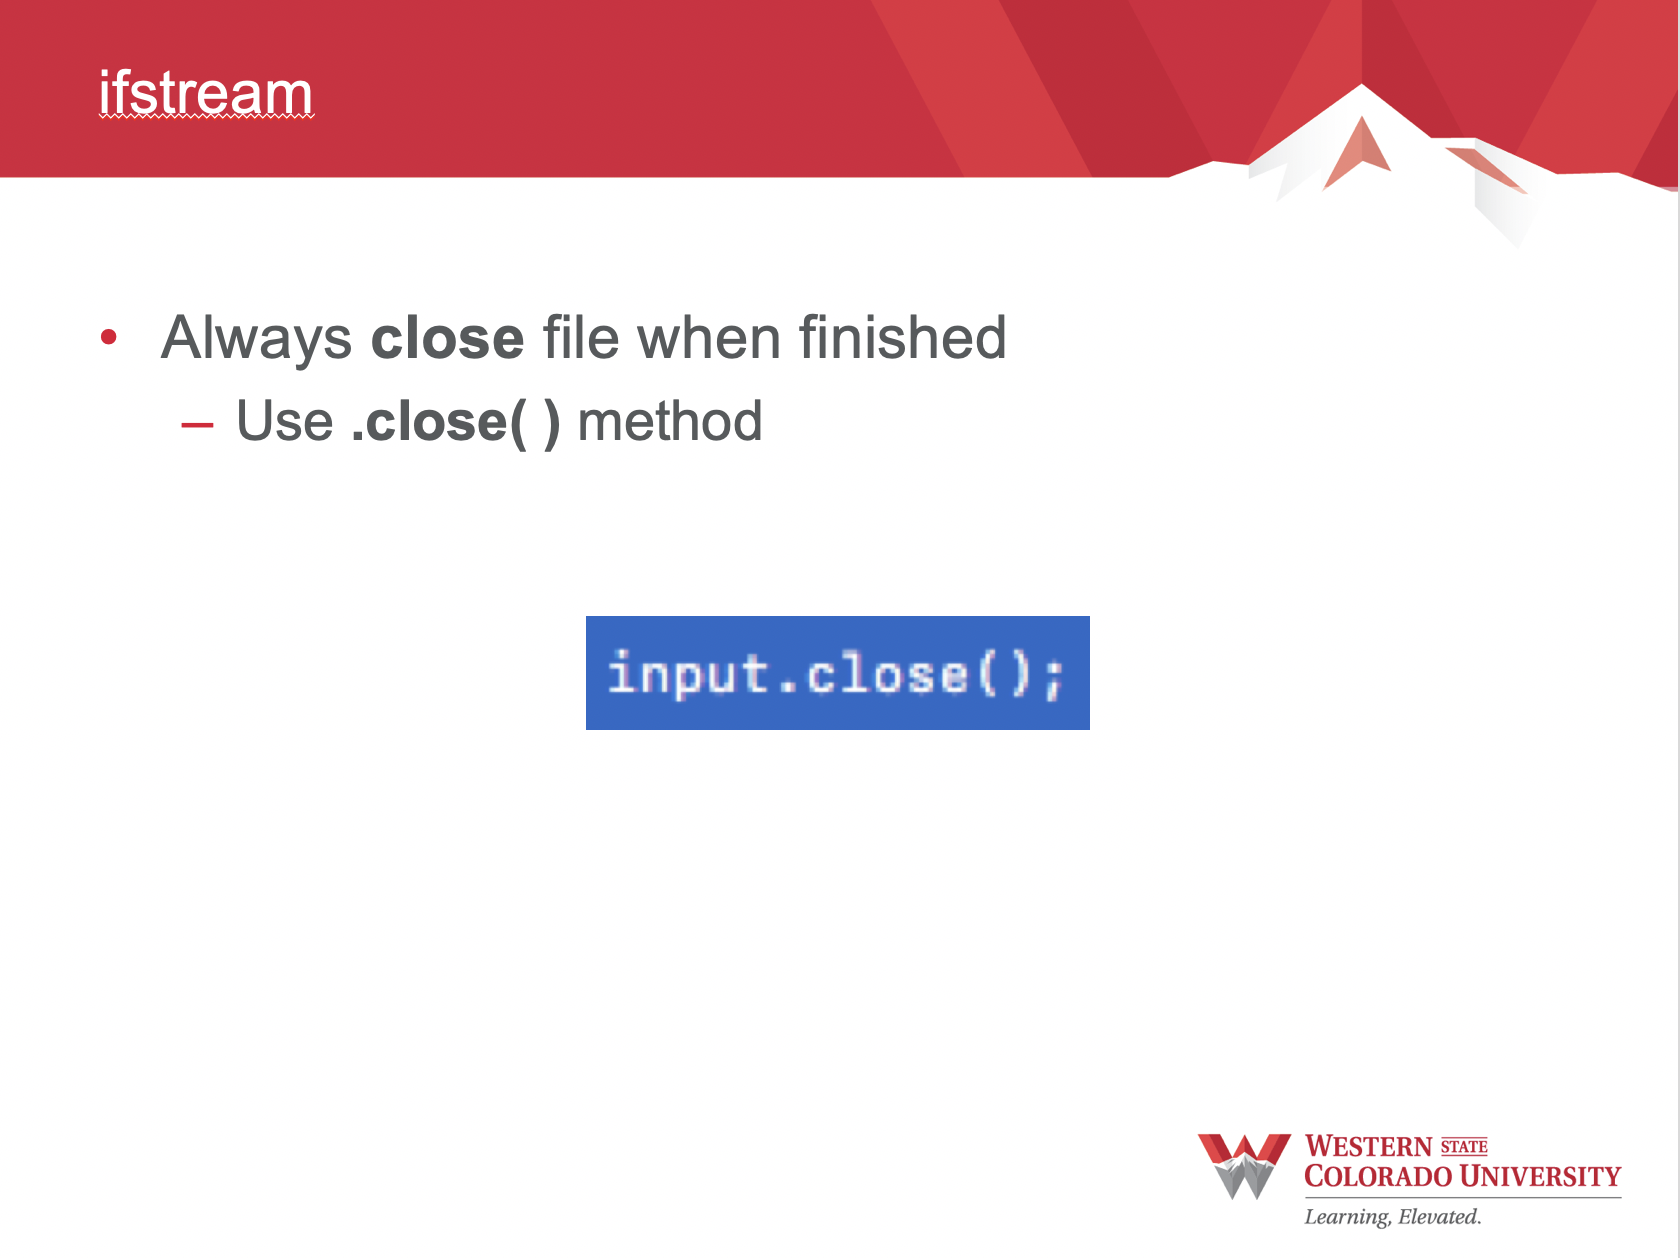 ifstream
• Always close file when finished
– Use .close( ) method
input.close();
WESTERN STATE
COLORADO UNIVERSITY
Learning, Elevated.